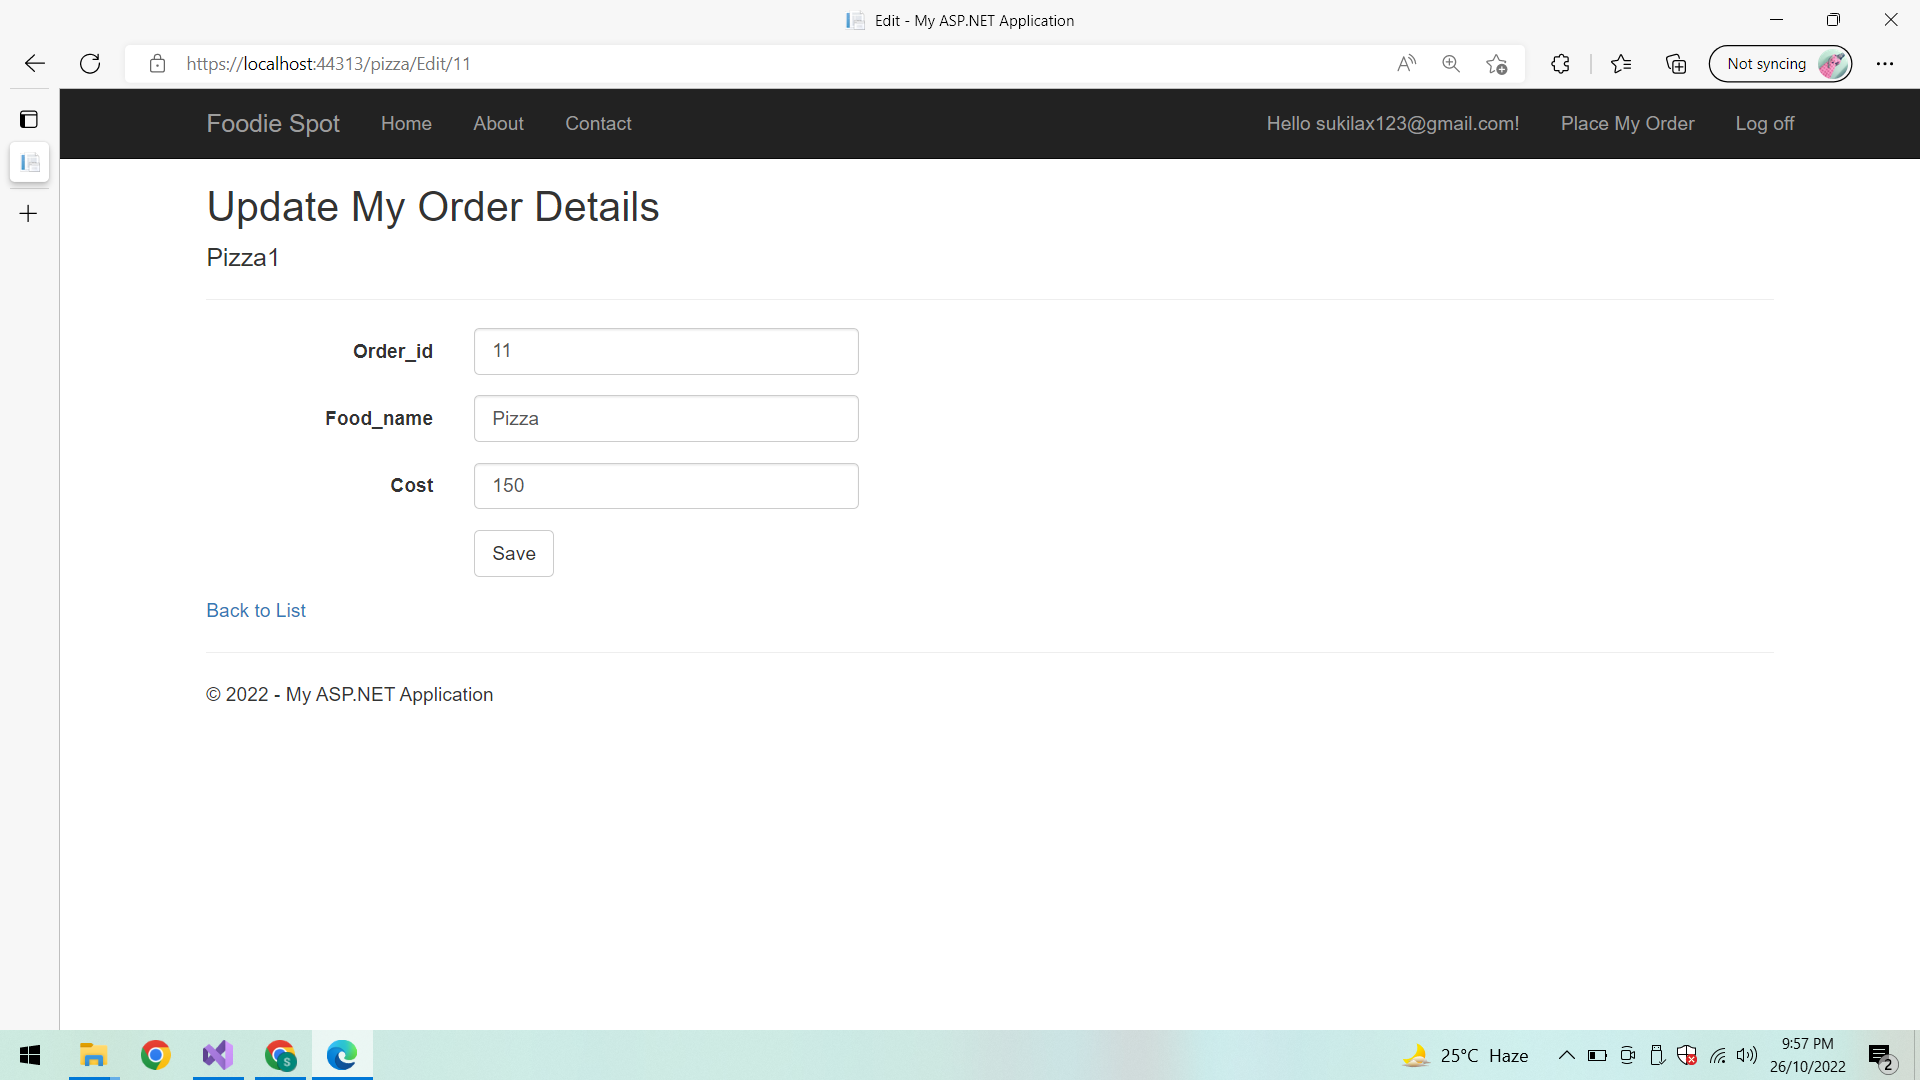 Edit - My ASP.NET Application
https://localhost:44313/pizza/Edit/11
Not syncing
Foodie Spot Home About Contact Hello sukilax123@gmail.com! Place My Order Log off
Update My Order Details
Pizza1
Order_id 11
Food_name Pizza
Cost 150
Save
Back to List
© 2022 - My ASP.NET Application
S
25°C Haze
9:57 PM
26/10/2022
2